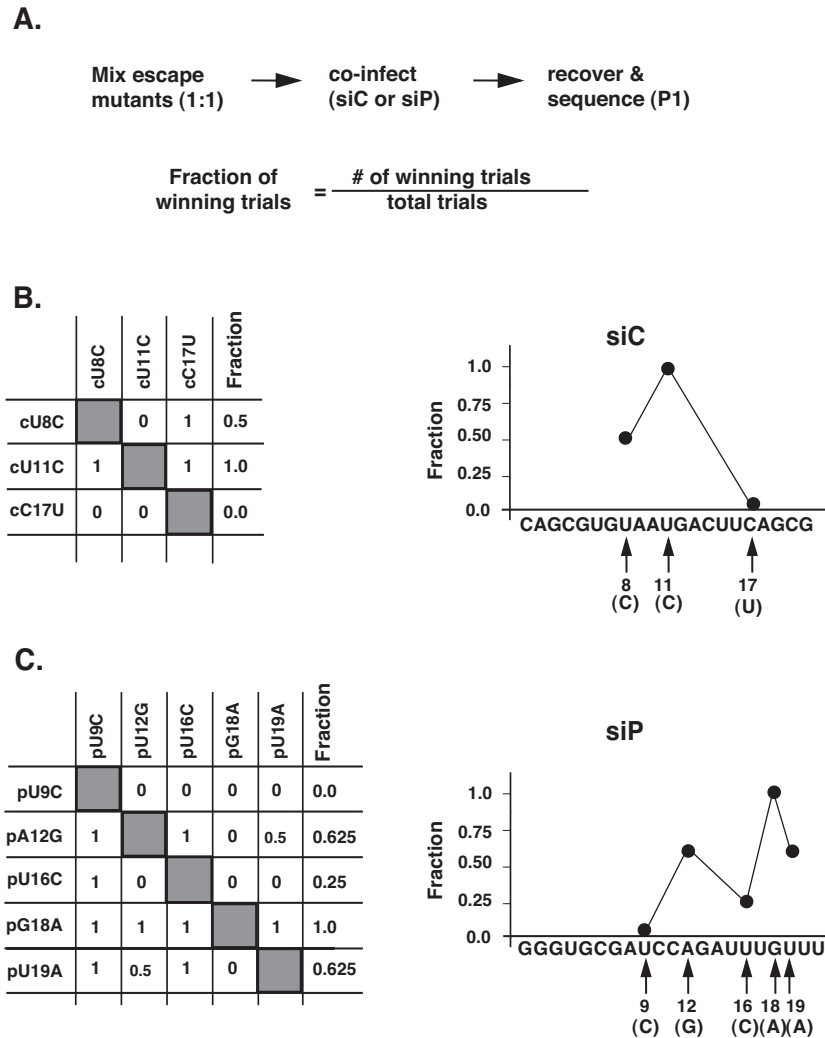 A.
Mix escape
mutants (1:1)
co-infect
(siC or siP)
recover &
sequence (P1)
Fraction of
winning trials
=
# of winning trials
total trials
B.
cU8C cU11C cC17U Fraction
cU8C 0 1 0.5
cU11C 1 1 1.0
cC17U 0 0 0.0
siC
Fraction
1.0
0.75
0.50
0.25
0.0
CAGCGUGUAAUGACUUCAGCG
8 11 17
(C) (C) (U)
C.
pU9C pU12G pU16C pG18A pU19A Fraction
pU9C 0 0 0 0 0.0
pA12G 1 1 0 0.5 0.625
pU16C 1 0 0 0 0.25
pG18A 1 1 1 1 1.0
pU19A 1 0.5 1 0 0.625
siP
Fraction
1.0
0.75
0.50
0.25
0.0
GGGUGCGAUCCAGAUUUGUUU
9 12 16 18 19
(C) (G) (C) (A) (A)